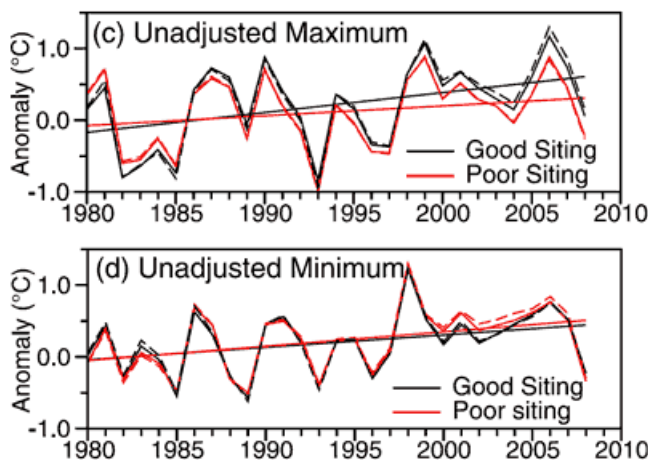 (c) Unadjusted Maximum
Anomaly (°C)
1.0
0.0
-1.0
Good Siting
Poor Siting
1980 1985 1990 1995 2000 2005 2010
(d) Unadjusted Minimum
Anomaly (°C)
1.0
0.0
-1.0
Good Siting
Poor siting
1980 1985 1990 1995 2000 2005 2010